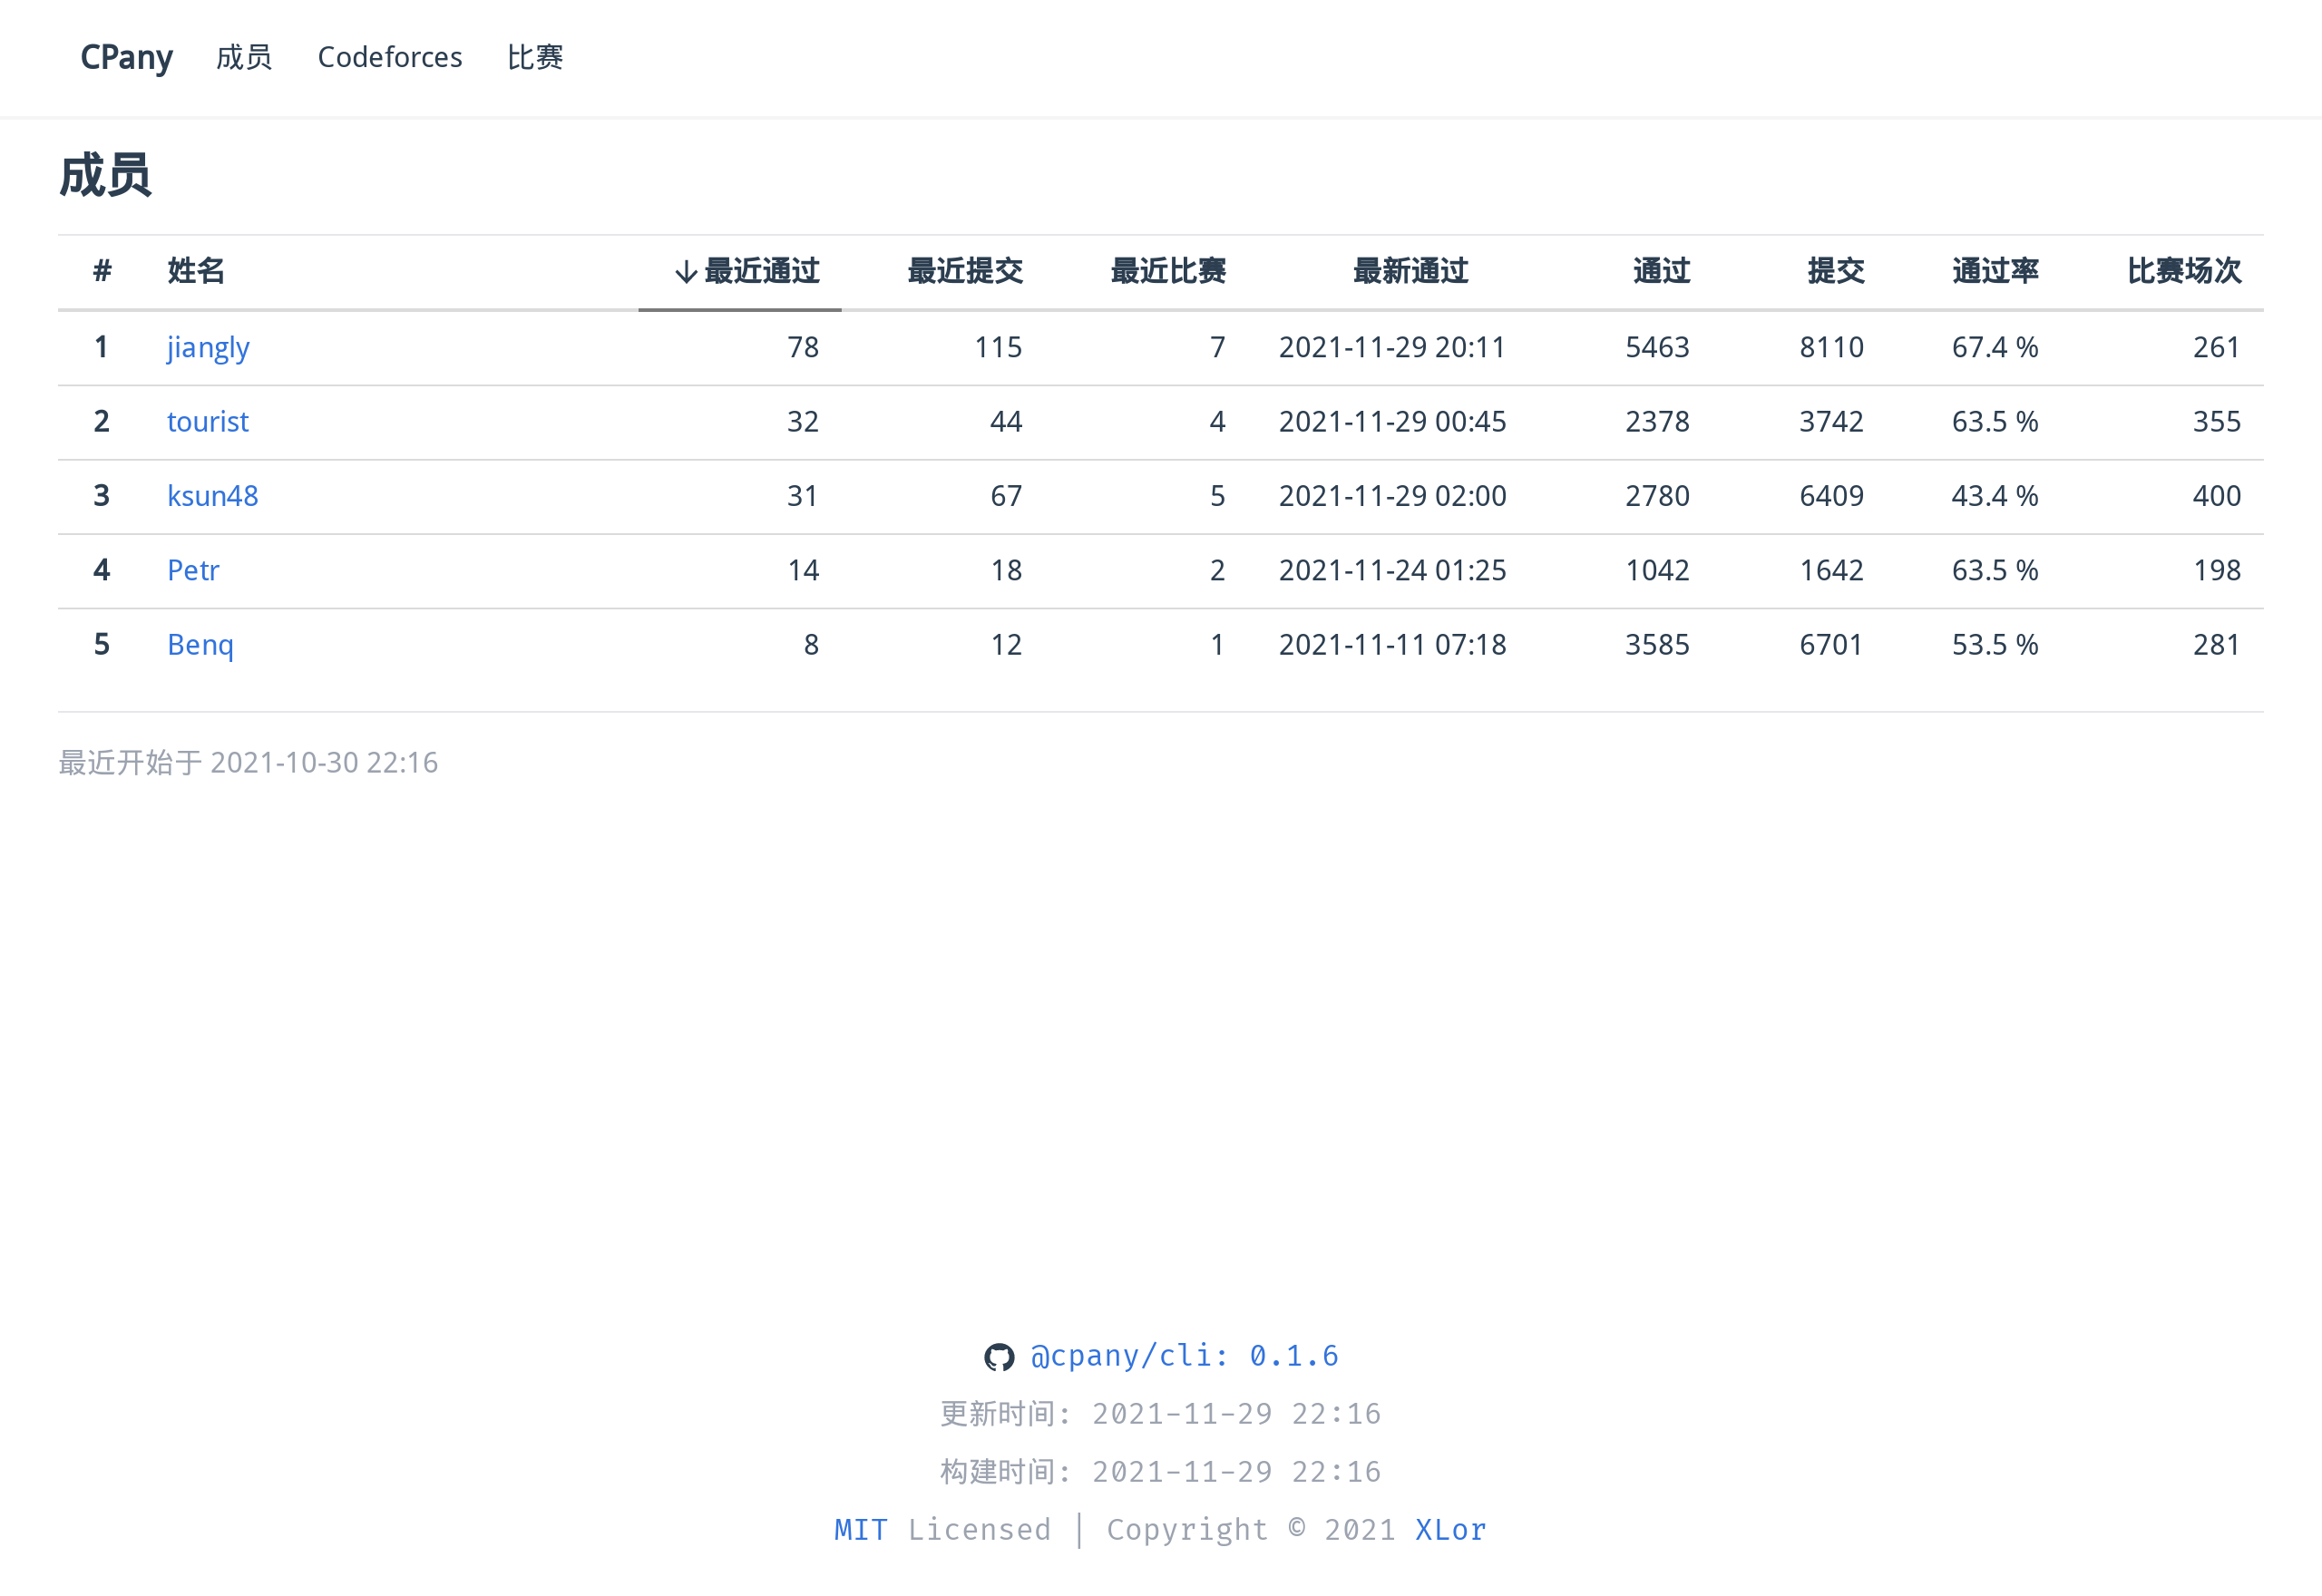 CPany 成员 Codeforces 比赛
成员
# 姓名 ↓最近通过 最近提交 最近比赛 最新通过 通过 提交 通过率 比赛场次
1 jiangly 78 115 7 2021-11-29 20:11 5463 8110 67.4 % 261
2 tourist 32 44 4 2021-11-29 00:45 2378 3742 63.5 % 355
3 ksun48 31 67 5 2021-11-29 02:00 2780 6409 43.4 % 400
4 Petr 14 18 2 2021-11-24 01:25 1042 1642 63.5 % 198
5 Benq 8 12 1 2021-11-11 07:18 3585 6701 53.5 % 281
最近开始于 2021-10-30 22:16
@cpany/cli: 0.1.6
更新时间: 2021-11-29 22:16
构建时间: 2021-11-29 22:16
MIT Licensed | Copyright © 2021 XLor